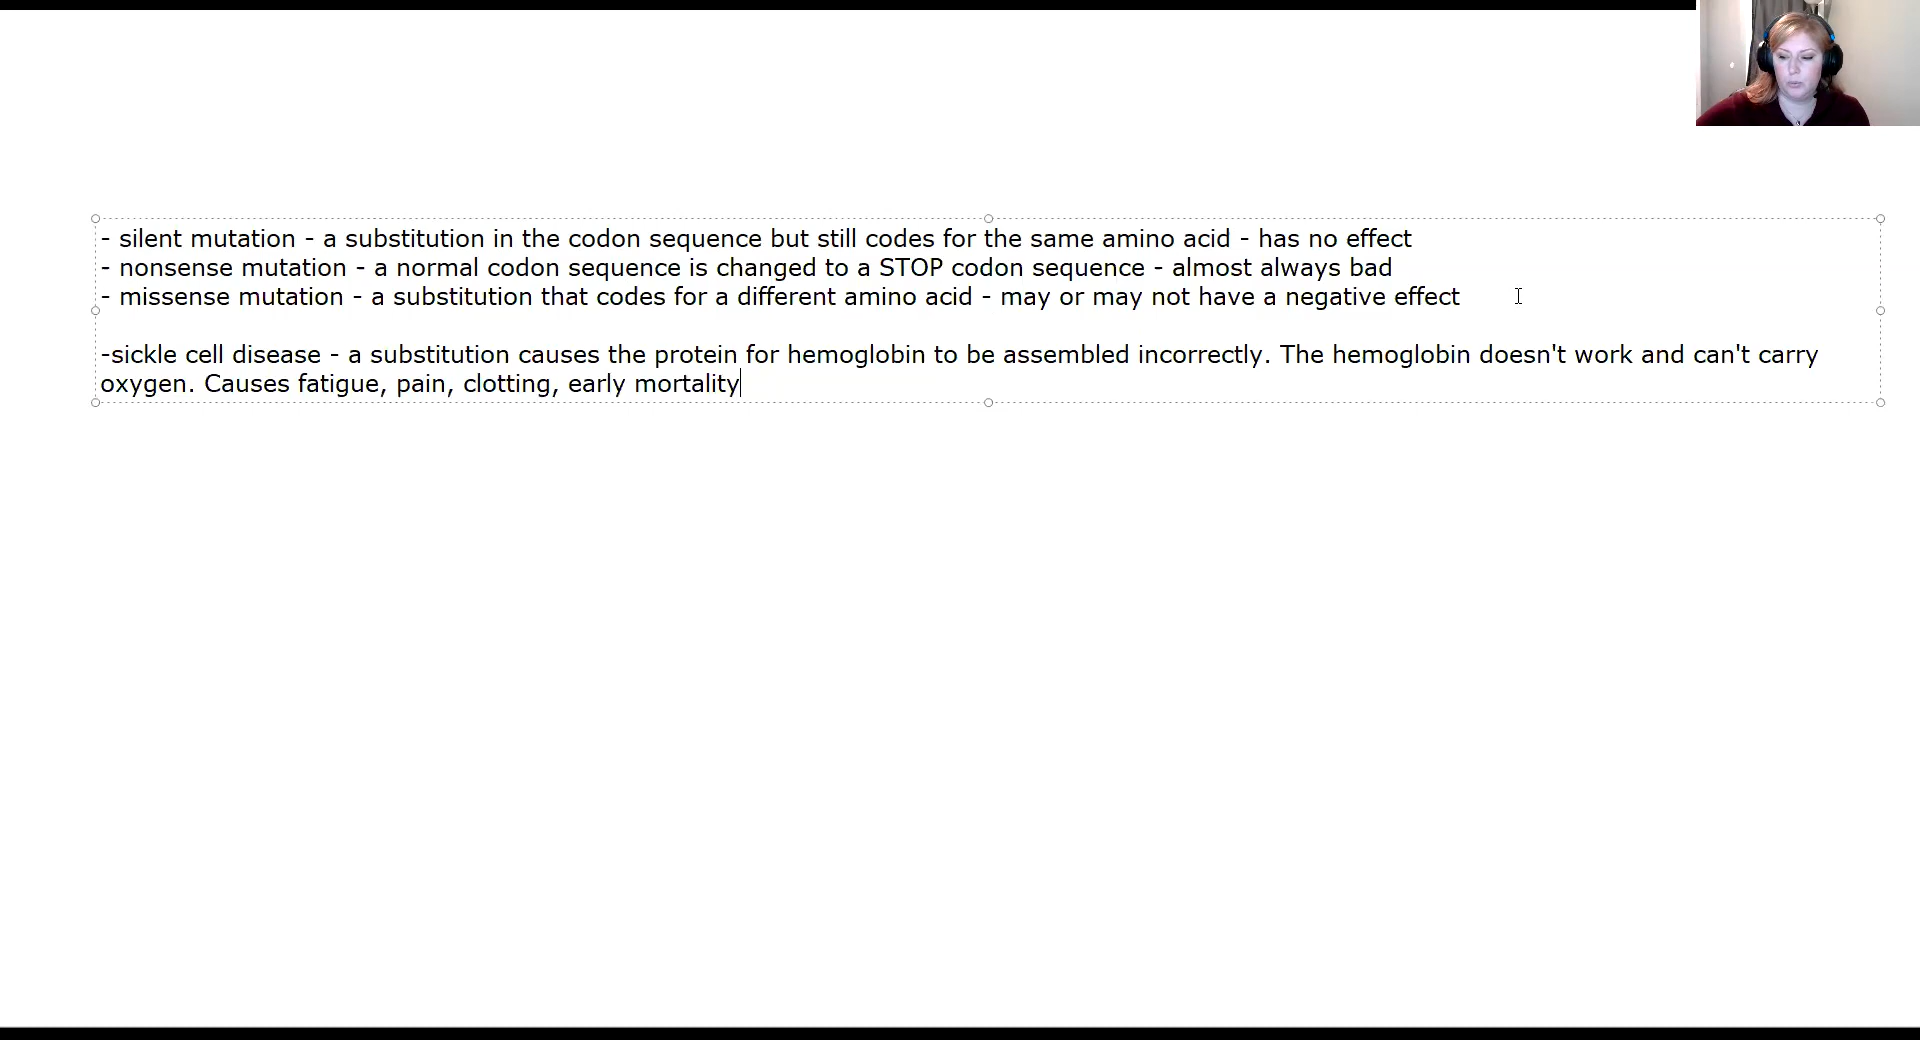 - silent mutation - a substitution in the codon sequence but still codes for the same amino acid - has no effect
- nonsense mutation - a normal codon sequence is changed to a STOP codon sequence - almost always bad
- missense mutation - a substitution that codes for a different amino acid - may or may not have a negative effect
-sickle cell disease - a substitution causes the protein for hemoglobin to be assembled incorrectly. The hemoglobin doesn't work and can't carry
oxygen. Causes fatigue, pain, clotting, early mortality